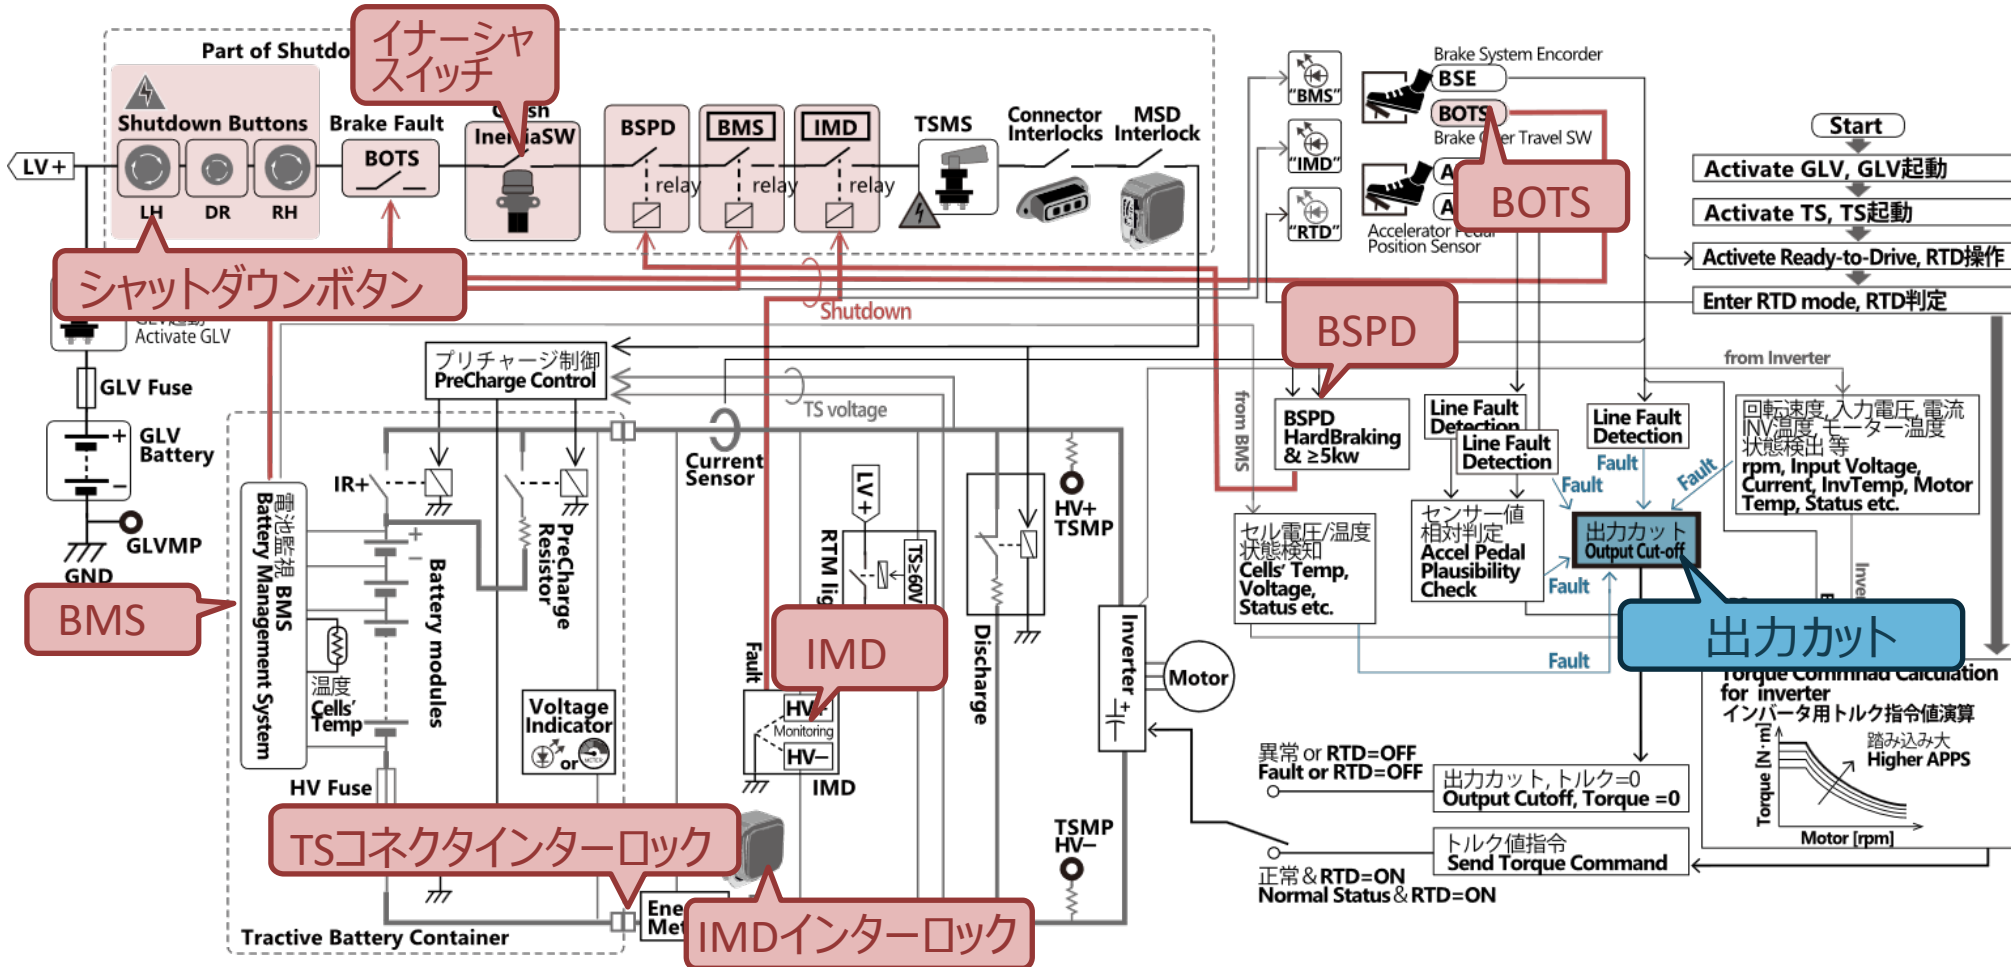 Part of Shutdo
イナーシャ
スイッチ
Shutdown Buttons
LH
DR
RH
LV+
Brake Fault
BOTS
InertiaSW
BSPD
relay
BMS
relay
IMD
relay
TSMS
Connector
Interlocks
MSD
Interlock
"BMS"
"IMD"
"RTD"
Brake System Encorder
BSE
BOTS
Brake Over Travel SW
BOTS
Accelerator Pedal
Position Sensor
Start
Activate GLV, GLV起動
Activate TS, TS起動
Activete Ready-to-Drive, RTD操作
Enter RTD mode, RTD判定
シャットダウンボタン
GLV起動
Activate GLV
Shutdown
BSPD
プリチャージ制御
PreCharge Control
TS voltage
from BMS
from Inverter
GLV Fuse
GLV
Battery
GLVMP
GND
Current
Sensor
IR+
PreCharge
Resistor
Battery modules
電池監視 BMS
Battery Management System
温度
Cells'
Temp
BMS
HV Fuse
Voltage
Indicator
or
LV+
RTM lig
TS≥60V
Fault
IMD
HV+
Monitoring
HV−
IMD
Discharge
HV+
TSMP
Inverter
Motor
TSMP
HV−
BSPD
HardBraking
& ≥5kw
Line Fault
Detection
Line Fault
Detection
Line Fault
Detection
回転速度, 入力電圧, 電流
INV温度, モーター温度
状態検出 等
rpm, Input Voltage,
Current, InvTemp, Motor
Temp, Status etc.
Fault
Fault
Fault
セル電圧/温度
状態検知
Cells' Temp,
Voltage,
Status etc.
センサー値
相対判定
Accel Pedal
Plausibility
Check
出力カット
Output Cut-off
Fault
Fault
出力カット
Torque Commnad Calculation
for inverter
インバータ用トルク指令値演算
Torque [N·m]
踏み込み大
Higher APPS
Motor [rpm]
異常 or RTD=OFF
Fault or RTD=OFF
出力カット, トルク=0
Output Cutoff, Torque =0
トルク値指令
Send Torque Command
正常&RTD=ON
Normal Status&RTD=ON
TSコネクタインターロック
Ene
Met
IMDインターロック
Tractive Battery Container